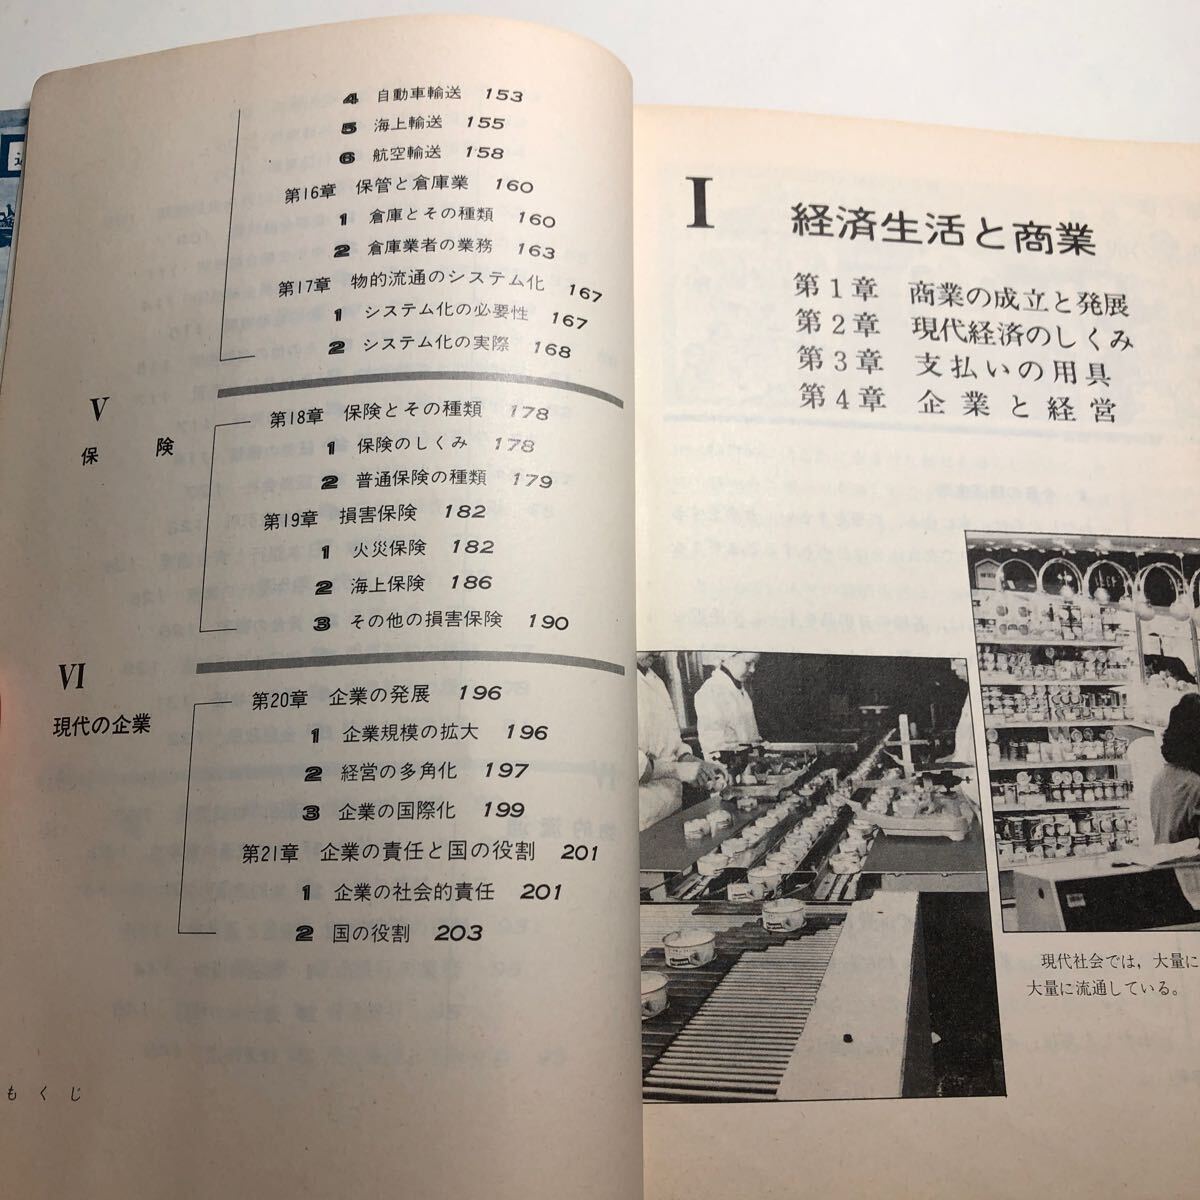 4 自動車輸送 153
5 海上輸送 155
6 航空輸送 158
第16章 保管と倉庫業 160
1 倉庫とその種類 160
2 倉庫業者の業務 163
第17章 物的流通のシステム化 167
1 システム化の必要性 167
2 システム化の実際 168
V
保険
第18章 保険とその種類 178
1 保険のしくみ 178
2 普通保険の種類 179
第19章 損害保険 182
1 火災保険 182
2 海上保険 186
3 その他の損害保険 190
VI
現代の企業
第20章 企業の発展 196
1 企業規模の拡大 196
2 経営の多角化 197
3 企業の国際化 199
第21章 企業の責任と国の役割 201
1 企業の社会的責任 201
2 国の役割 203
もくじ
I
経済生活と商業
第1章 商業の成立と発展
第2章 現代経済のしくみ
第3章 支払いの用具
第4章 企業と経営
現代社会では，大量に
大量に流通している。